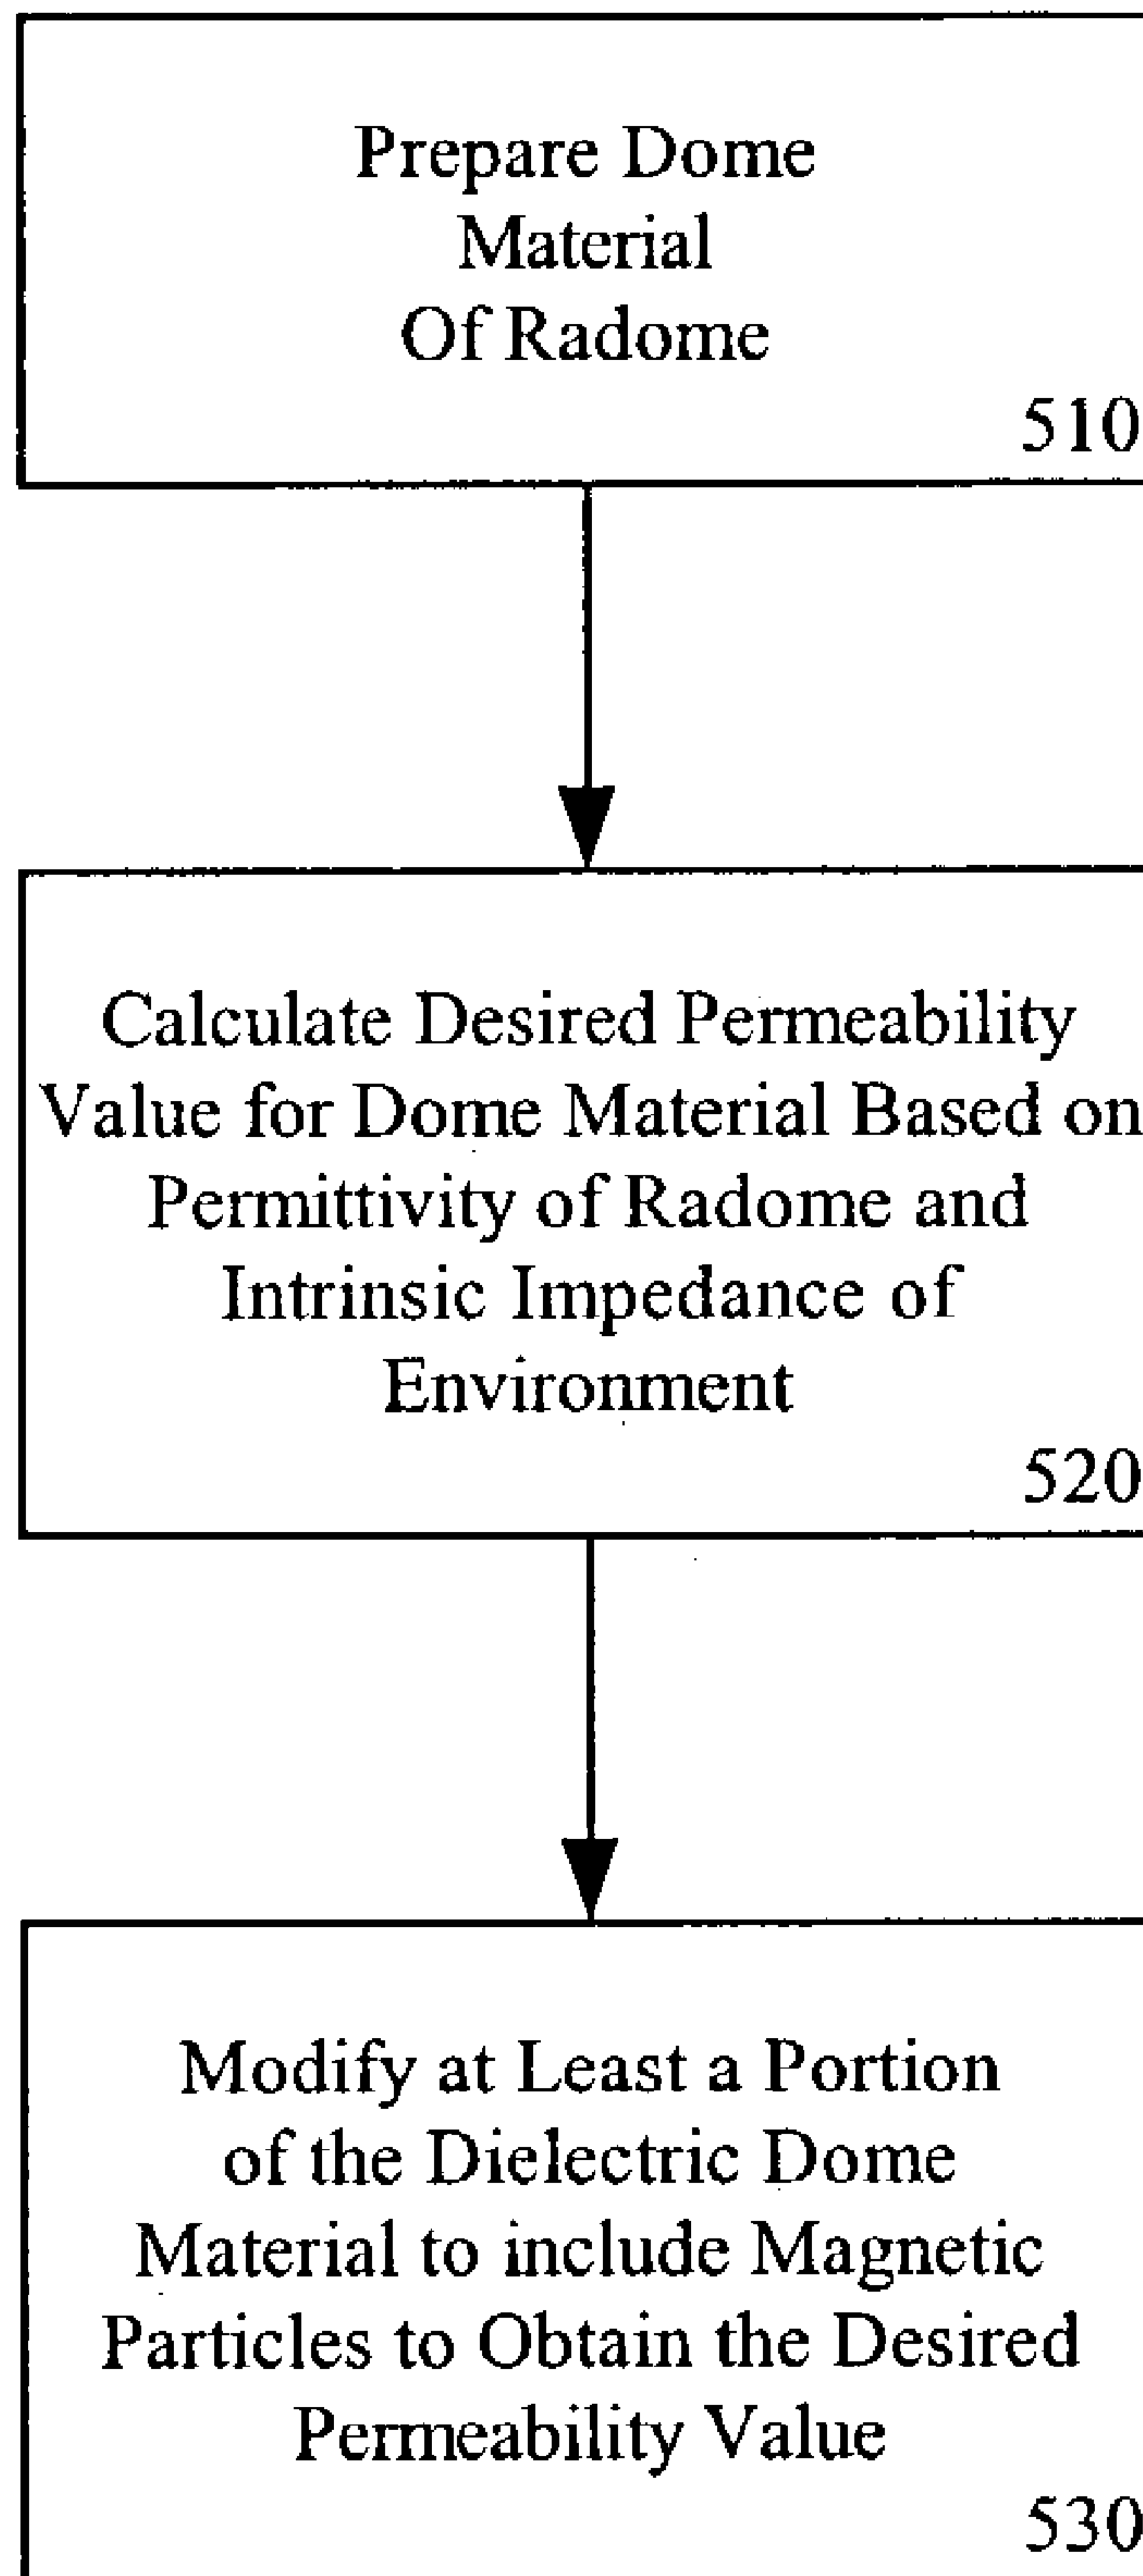 Prepare Dome
Material
Of Radome
510
Calculate Desired Permeability
Value for Dome Material Based on
Permittivity of Radome and
Intrinsic Impedance of
Environment
520
Modify at Least a Portion
of the Dielectric Dome
Material to include Magnetic
Particles to Obtain the Desired
Permeability Value
530